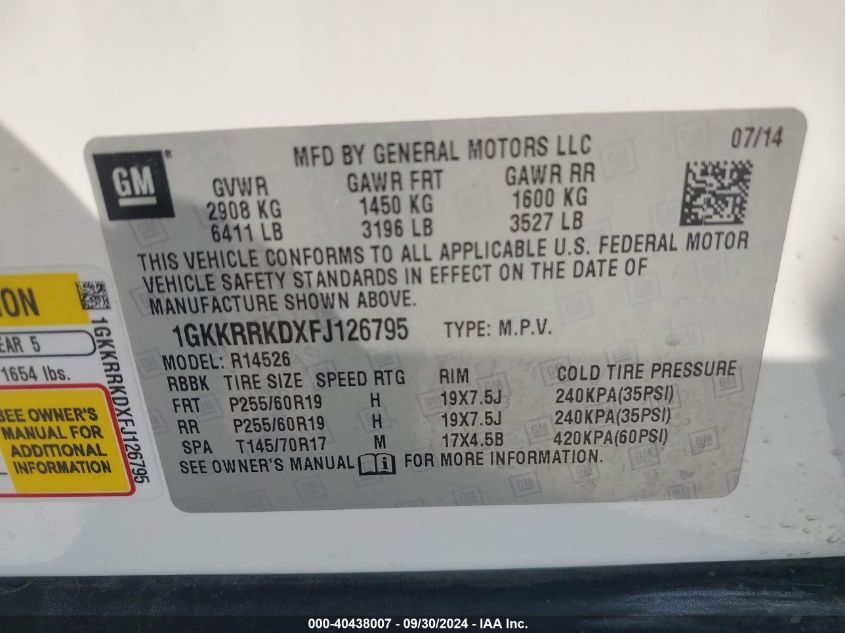 GM ®
MFD BY GENERAL MOTORS LLC
07/14
GVWR GAWR FRT GAWR RR
2908 KG 1450 KG 1600 KG
6411 LB 3196 LB 3527 LB
THIS VEHICLE CONFORMS TO ALL APPLICABLE U.S. FEDERAL MOTOR
VEHICLE SAFETY STANDARDS IN EFFECT ON THE DATE OF
MANUFACTURE SHOWN ABOVE.
1GKKRRKDXFJ126795 TYPE: M.P.V.
MODEL: R14526
RBBK TIRE SIZE SPEED RTG RIM COLD TIRE PRESSURE
FRT P255/60R19 H 19X7.5J 240KPA(35PSI)
RR P255/60R19 H 19X7.5J 240KPA(35PSI)
SPA T145/70R17 M 17X4.5B 420KPA(60PSI)
SEE OWNER'S MANUAL FOR MORE INFORMATION.
EAR 5
1654 lbs.
SEE OWNER'S
MANUAL FOR
ADDITIONAL
INFORMATION
1GKKRRKDXFJ126795
000-40438007 - 09/30/2024 - IAA Inc.